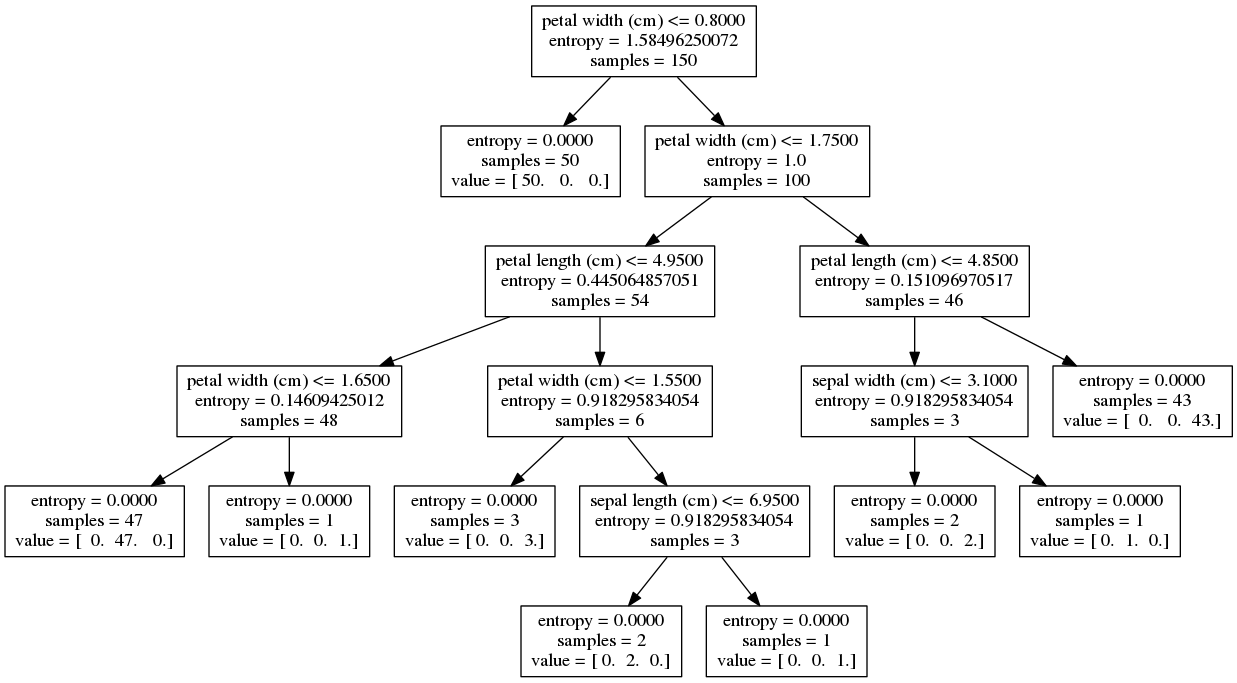 petal width (cm) <= 0.8000
entropy = 1.58496250072
samples = 150
entropy = 0.0000
samples = 50
value = [ 50.   0.   0.]
petal width (cm) <= 1.7500
entropy = 1.0
samples = 100
petal length (cm) <= 4.9500
entropy = 0.445064857051
samples = 54
petal length (cm) <= 4.8500
entropy = 0.151096970517
samples = 46
petal width (cm) <= 1.6500
entropy = 0.14609425012
samples = 48
petal width (cm) <= 1.5500
entropy = 0.918295834054
samples = 6
sepal width (cm) <= 3.1000
entropy = 0.918295834054
samples = 3
entropy = 0.0000
samples = 43
value = [  0.   0.  43.]
entropy = 0.0000
samples = 47
value = [  0.  47.   0.]
entropy = 0.0000
samples = 1
value = [ 0.  0.  1.]
entropy = 0.0000
samples = 3
value = [ 0.  0.  3.]
sepal length (cm) <= 6.9500
entropy = 0.918295834054
samples = 3
entropy = 0.0000
samples = 2
value = [ 0.  0.  2.]
entropy = 0.0000
samples = 1
value = [ 0.  1.  0.]
entropy = 0.0000
samples = 2
value = [ 0.  2.  0.]
entropy = 0.0000
samples = 1
value = [ 0.  0.  1.]